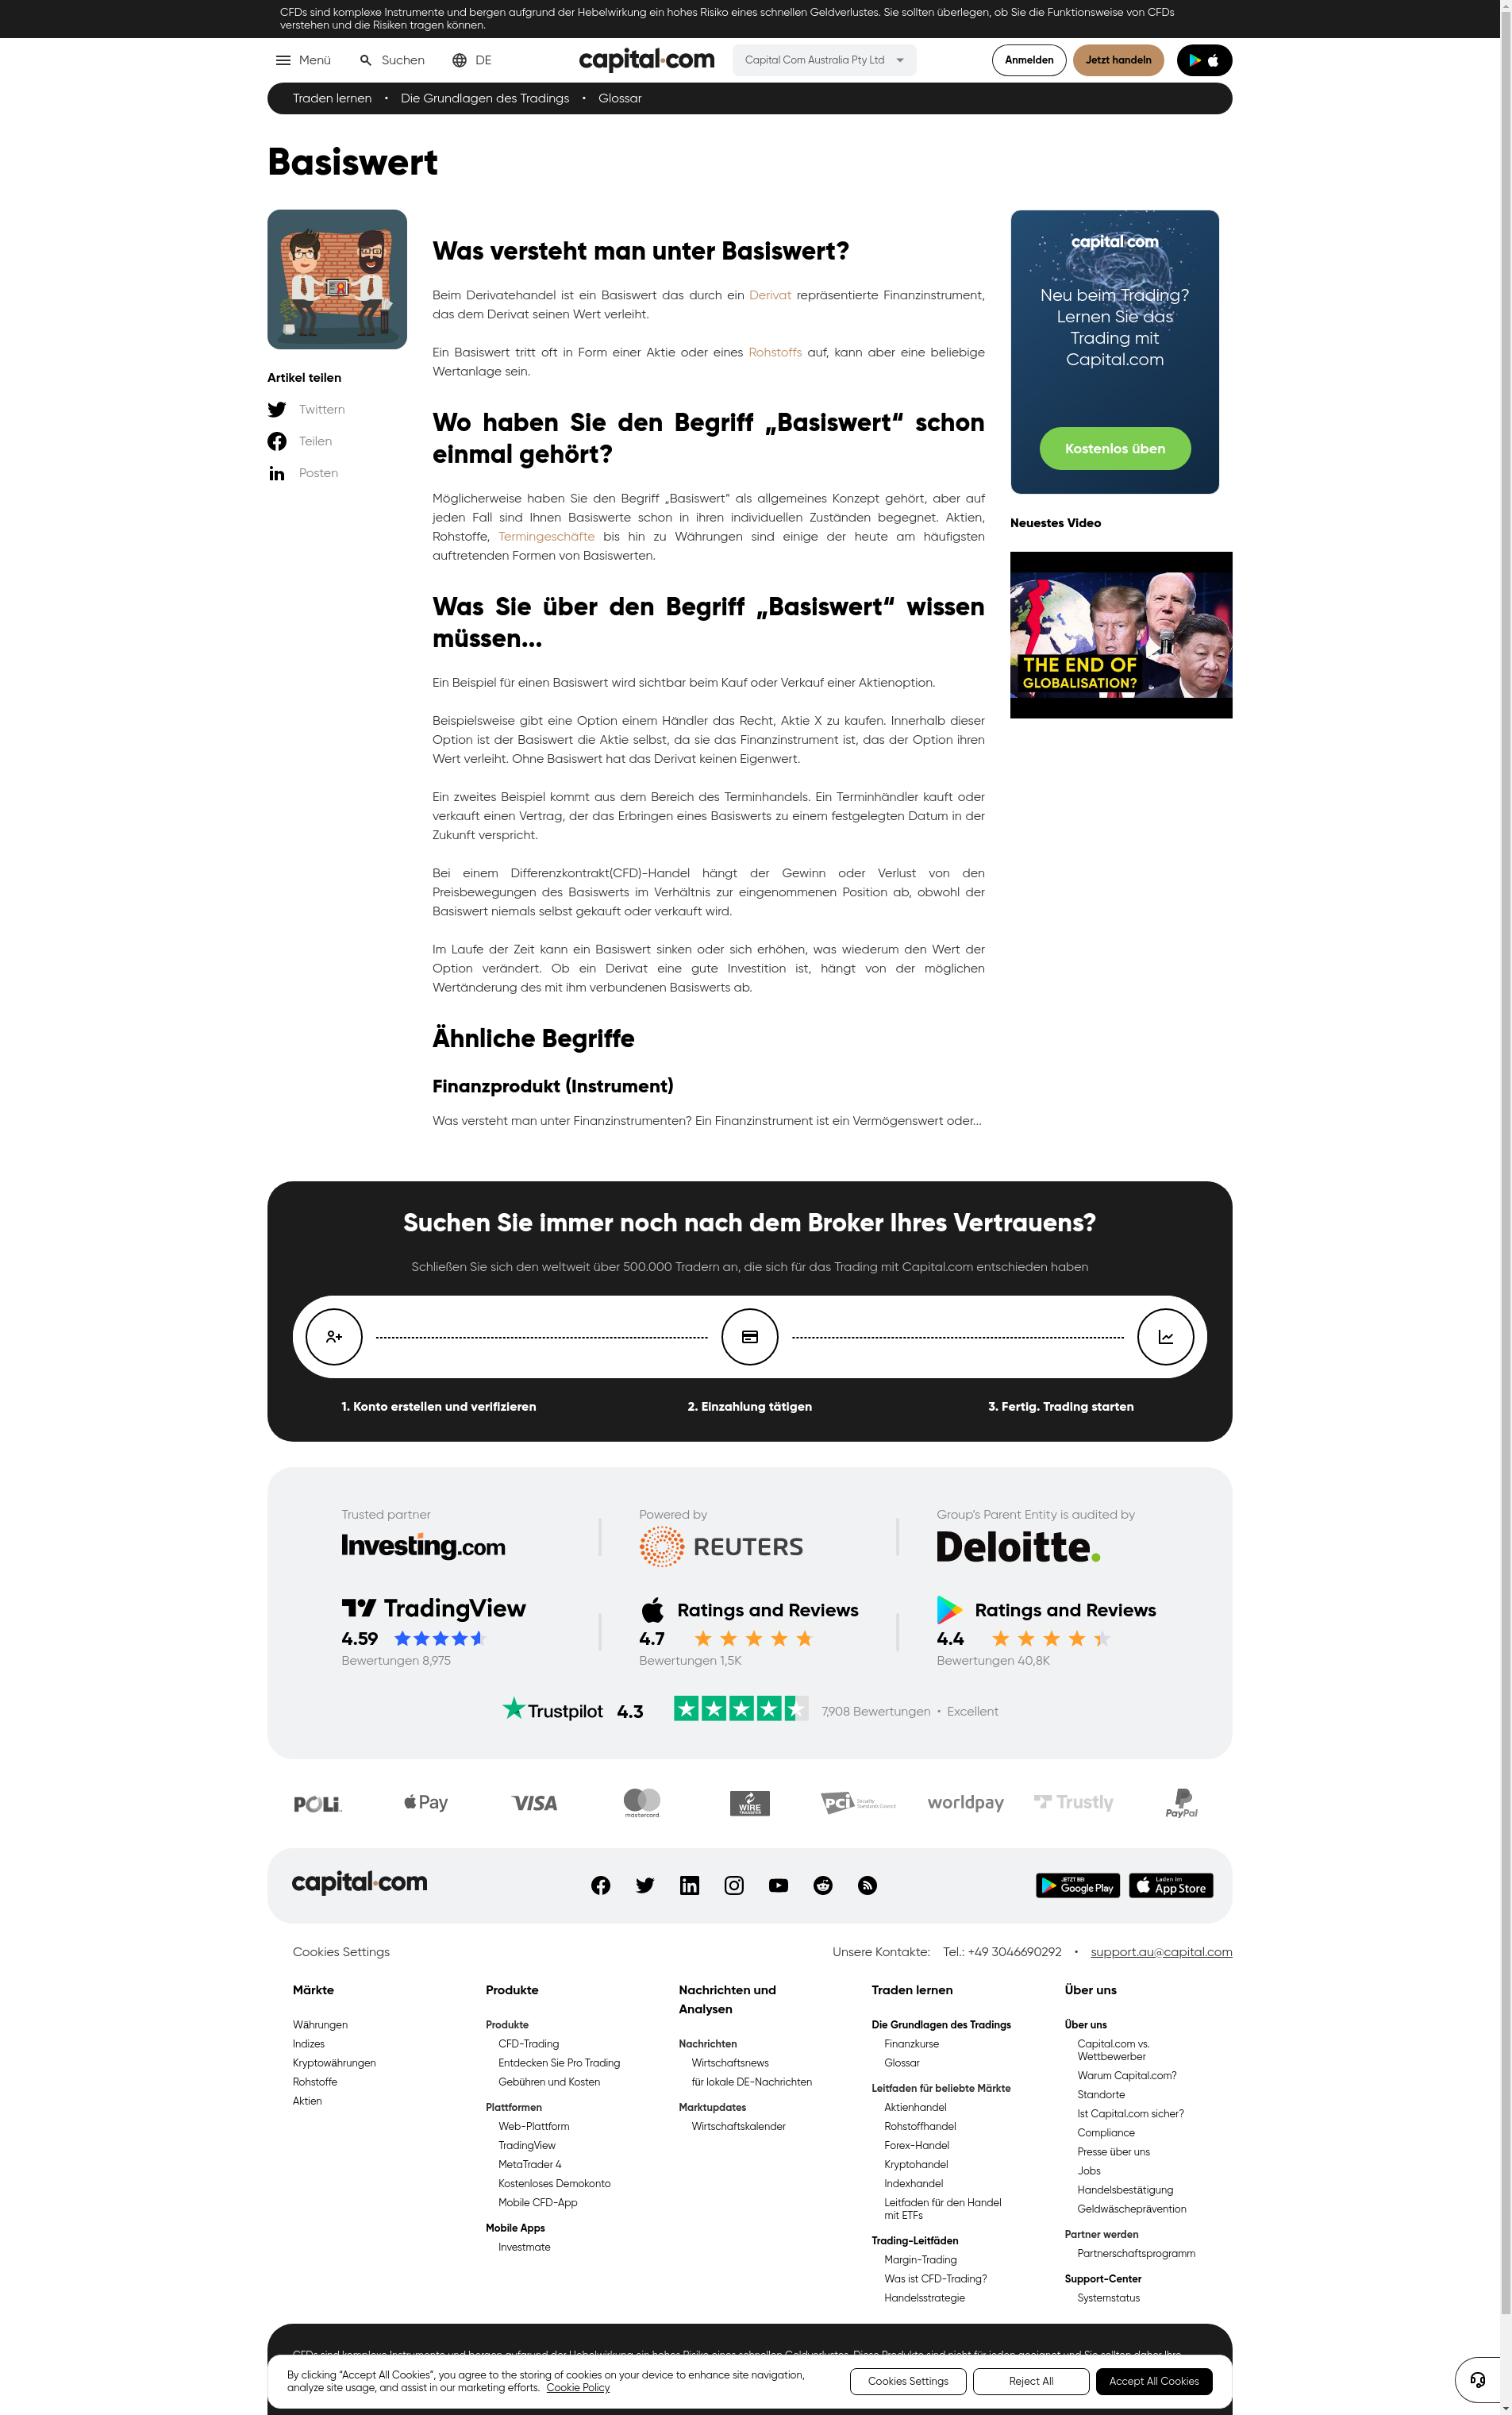 CFDs sind komplexe Instrumente und bergen aufgrund der Hebelwirkung ein hohes Risiko eines schnellen Geldverlustes. Sie sollten überlegen, ob Sie die Funktionsweise von CFDs
verstehen und die Risiken tragen können.
Menü
Suchen
DE
capital.com
Capital Com Australia Pty Ltd
Anmelden
Jetzt handeln
Traden lernen • Die Grundlagen des Tradings • Glossar
Basiswert
Artikel teilen
Twittern
Teilen
Posten
Was versteht man unter Basiswert?
Beim Derivatehandel ist ein Basiswert das durch ein Derivat repräsentierte Finanzinstrument,
das dem Derivat seinen Wert verleiht.
Ein Basiswert tritt oft in Form einer Aktie oder eines Rohstoffs auf, kann aber eine beliebige
Wertanlage sein.
Wo haben Sie den Begriff „Basiswert“ schon
einmal gehört?
Möglicherweise haben Sie den Begriff „Basiswert“ als allgemeines Konzept gehört, aber auf
jeden Fall sind Ihnen Basiswerte schon in ihren individuellen Zuständen begegnet. Aktien,
Rohstoffe, Termingeschäfte bis hin zu Währungen sind einige der heute am häufigsten
auftretenden Formen von Basiswerten.
Was Sie über den Begriff „Basiswert“ wissen
müssen...
Ein Beispiel für einen Basiswert wird sichtbar beim Kauf oder Verkauf einer Aktienoption.
Beispielsweise gibt eine Option einem Händler das Recht, Aktie X zu kaufen. Innerhalb dieser
Option ist der Basiswert die Aktie selbst, da sie das Finanzinstrument ist, das der Option ihren
Wert verleiht. Ohne Basiswert hat das Derivat keinen Eigenwert.
Ein zweites Beispiel kommt aus dem Bereich des Terminhandels. Ein Terminhändler kauft oder
verkauft einen Vertrag, der das Erbringen eines Basiswerts zu einem festgelegten Datum in der
Zukunft verspricht.
Bei einem Differenzkontrakt(CFD)-Handel hängt der Gewinn oder Verlust von den
Preisbewegungen des Basiswerts im Verhältnis zur eingenommenen Position ab, obwohl der
Basiswert niemals selbst gekauft oder verkauft wird.
Im Laufe der Zeit kann ein Basiswert sinken oder sich erhöhen, was wiederum den Wert der
Option verändert. Ob ein Derivat eine gute Investition ist, hängt von der möglichen
Wertänderung des mit ihm verbundenen Basiswerts ab.
Ähnliche Begriffe
Finanzprodukt (Instrument)
Was versteht man unter Finanzinstrumenten? Ein Finanzinstrument ist ein Vermögenswert oder...
capital.com
Neu beim Trading?
Lernen Sie das
Trading mit
Capital.com
Kostenlos üben
Neuestes Video
THE END OF
GLOBALISATION?
Suchen Sie immer noch nach dem Broker Ihres Vertrauens?
Schließen Sie sich den weltweit über 500.000 Tradern an, die sich für das Trading mit Capital.com entschieden haben
1. Konto erstellen und verifizieren
2. Einzahlung tätigen
3. Fertig. Trading starten
Trusted partner
Investing.com
Powered by
REUTERS
Group’s Parent Entity is audited by
Deloitte.
TradingView
4.59
Bewertungen 8,975
Ratings and Reviews
4.7
Bewertungen 1,5K
Ratings and Reviews
4.4
Bewertungen 40,8K
Trustpilot 4.3 7,908 Bewertungen • Excellent
POLi
Pay
VISA
mastercard
WIRE
TRANSFER
PCI Security
Standards Council
worldpay
Trustly
PayPal
capital.com
JETZT BEI
Google Play
Laden im
App Store
Cookies Settings
Unsere Kontakte: Tel.: +49 3046690292 • support.au@capital.com
Märkte
Währungen
Indizes
Kryptowährungen
Rohstoffe
Aktien
Produkte
Produkte
CFD-Trading
Entdecken Sie Pro Trading
Gebühren und Kosten
Plattformen
Web-Plattform
TradingView
MetaTrader 4
Kostenloses Demokonto
Mobile CFD-App
Mobile Apps
Investmate
Nachrichten und
Analysen
Nachrichten
Wirtschaftsnews
für lokale DE-Nachrichten
Marktupdates
Wirtschaftskalender
Traden lernen
Die Grundlagen des Tradings
Finanzkurse
Glossar
Leitfaden für beliebte Märkte
Aktienhandel
Rohstoffhandel
Forex-Handel
Kryptohandel
Indexhandel
Leitfaden für den Handel
mit ETFs
Trading-Leitfäden
Margin-Trading
Was ist CFD-Trading?
Handelsstrategie
Über uns
Über uns
Capital.com vs.
Wettbewerber
Warum Capital.com?
Standorte
Ist Capital.com sicher?
Compliance
Presse über uns
Jobs
Handelsbestätigung
Geldwäscheprävention
Partner werden
Partnerschaftsprogramm
Support-Center
Systemstatus
By clicking “Accept All Cookies”, you agree to the storing of cookies on your device to enhance site navigation,
analyze site usage, and assist in our marketing efforts. Cookie Policy
Cookies Settings
Reject All
Accept All Cookies